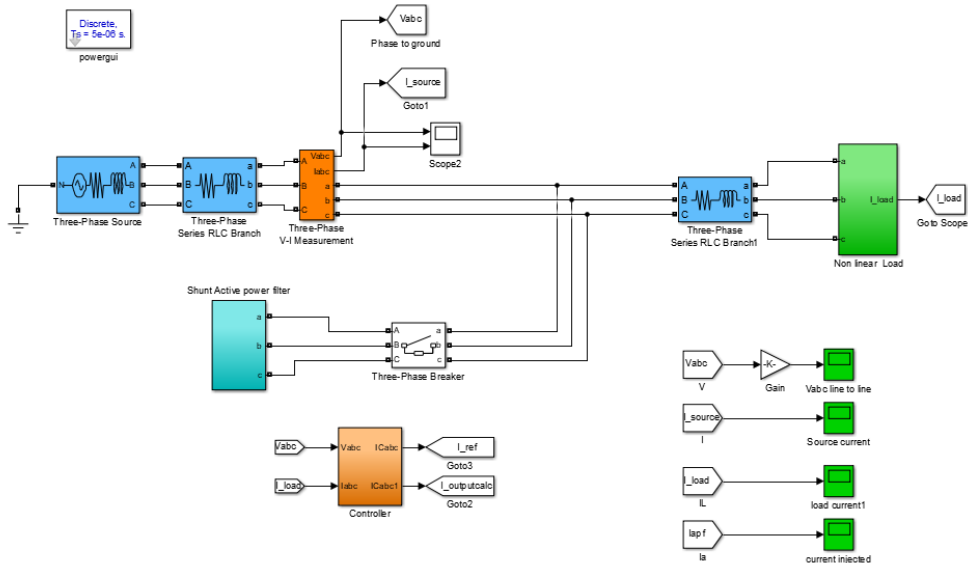 Discrete,
Ts = 5e-06 s.
powergui
Vabc
Phase to ground
I_source
Goto1
Scope2
N
A
B
C
Three-Phase Source
A
B
C
a
b
c
Three-Phase
Series RLC Branch
A
B
C
Vabc
Iabc
a
b
c
Three-Phase
V-I Measurement
A
B
C
a
b
c
Three-Phase
Series RLC Branch1
a
b
c
I_load
Non linear Load
I_load
Goto Scope
Shunt Active power filter
a
b
c
A
B
C
a
b
c
Three-Phase Breaker
Vabc
V
-K-
Gain
Vabc line to line
I_source
I
Source current
I_load
IL
load current1
Iapf
Ia
current injected
Vabc
I_load
Vabc
Iabc
ICabc
ICabc1
Controller
I_ref
Goto3
I_outputcalc
Goto2